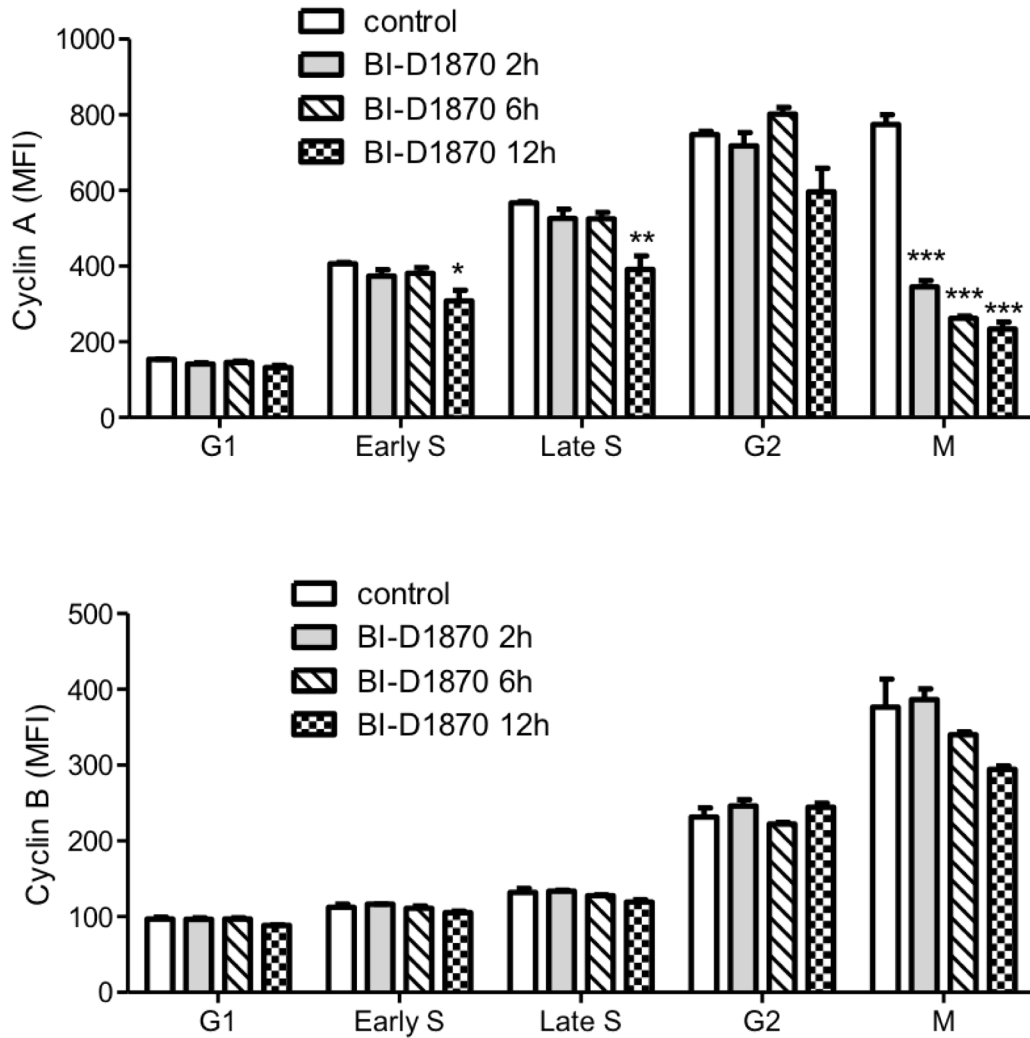 control
BI-D1870 2h
BI-D1870 6h
BI-D1870 12h
Cyclin A (MFI)
1000
800
600
400
200
0
*
**
***
***
***
G1 Early S Late S G2 M
control
BI-D1870 2h
BI-D1870 6h
BI-D1870 12h
Cyclin B (MFI)
500
400
300
200
100
0
G1 Early S Late S G2 M